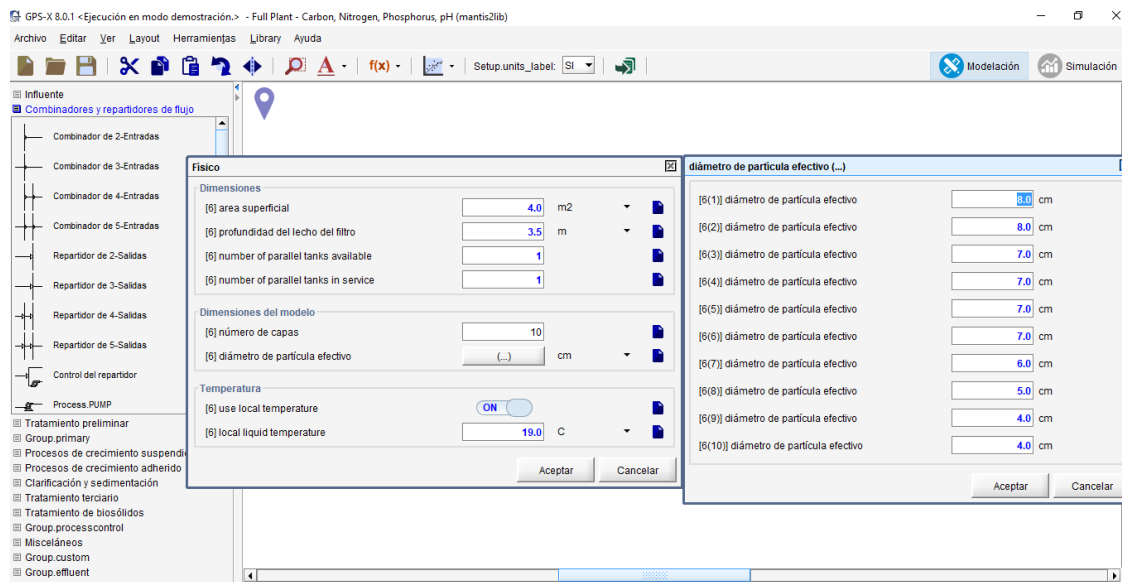 GPS-X 8.0.1 <Ejecución en modo demostración.> - Full Plant - Carbon, Nitrogen, Phosphorus, pH (mantis2lib)
Archivo Editar Ver Layout Herramientas Library Ayuda
A f(x) Setup.units_label: SI Modelación Simulación
Influente
Combinadores y repartidores de flujo
Combinador de 2-Entradas
Combinador de 3-Entradas
Combinador de 4-Entradas
Combinador de 5-Entradas
Repartidor de 2-Salidas
Repartidor de 3-Salidas
Repartidor de 4-Salidas
Repartidor de 5-Salidas
Control del repartidor
Process.PUMP
Tratamiento preliminar
Group.primary
Procesos de crecimiento suspendi
Procesos de crecimiento adherido
Clarificación y sedimentación
Tratamiento terciario
Tratamiento de biosólidos
Group.processcontrol
Misceláneos
Group.custom
Group.effluent
Físico
Dimensiones
[6] area superficial 4.0 m2
[6] profundidad del lecho del filtro 3.5 m
[6] number of parallel tanks available 1
[6] number of parallel tanks in service 1
Dimensiones del modelo
[6] número de capas 10
[6] diámetro de partícula efectivo (...) cm
Temperatura
[6] use local temperature ON
[6] local liquid temperature 19.0 C
Aceptar Cancelar
diámetro de partícula efectivo (...)
[6(1)] diámetro de partícula efectivo 8.0 cm
[6(2)] diámetro de partícula efectivo 8.0 cm
[6(3)] diámetro de partícula efectivo 7.0 cm
[6(4)] diámetro de partícula efectivo 7.0 cm
[6(5)] diámetro de partícula efectivo 7.0 cm
[6(6)] diámetro de partícula efectivo 7.0 cm
[6(7)] diámetro de partícula efectivo 6.0 cm
[6(8)] diámetro de partícula efectivo 5.0 cm
[6(9)] diámetro de partícula efectivo 4.0 cm
[6(10)] diámetro de partícula efectivo 4.0 cm
Aceptar Cancelar